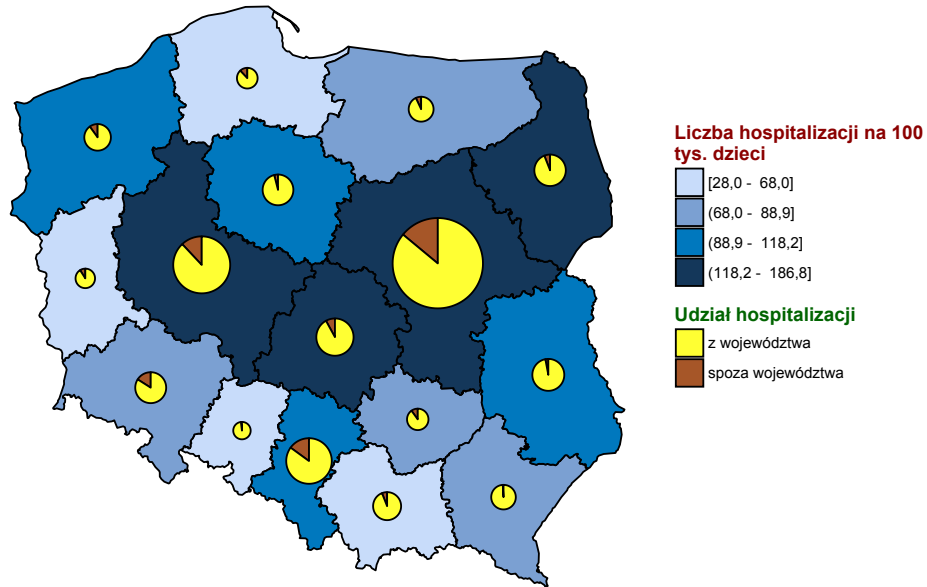 Liczba hospitalizacji na 100
tys. dzieci
[28,0 - 68,0]
(68,0 - 88,9]
(88,9 - 118,2]
(118,2 - 186,8]
Udział hospitalizacji
z województwa
spoza województwa